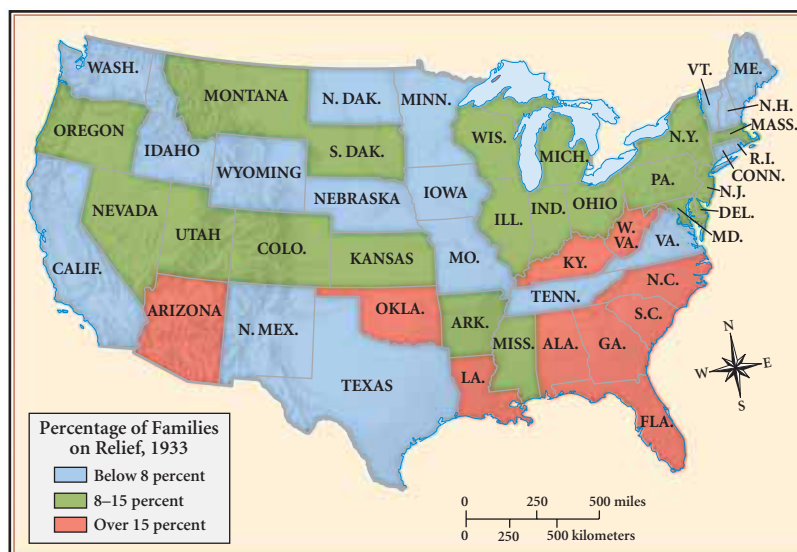 WASH.
MONTANA
N. DAK.
MINN.
VT.
ME.
N.H.
MASS.
OREGON
IDAHO
WYOMING
S. DAK.
WIS.
MICH.
N.Y.
R.I.
CONN.
NEBRASKA
IOWA
PA.
N.J.
NEVADA
UTAH
COLO.
KANSAS
MO.
ILL.
IND.
OHIO
DEL.
MD.
W.
VA.
VA.
CALIF.
KY.
ARIZONA
N. MEX.
OKLA.
ARK.
TENN.
N.C.
S.C.
TEXAS
LA.
MISS.
ALA.
GA.
FLA.
N
W
E
S
Percentage of Families
on Relief, 1933
Below 8 percent
8–15 percent
Over 15 percent
0 250 500 miles
0 250 500 kilometers